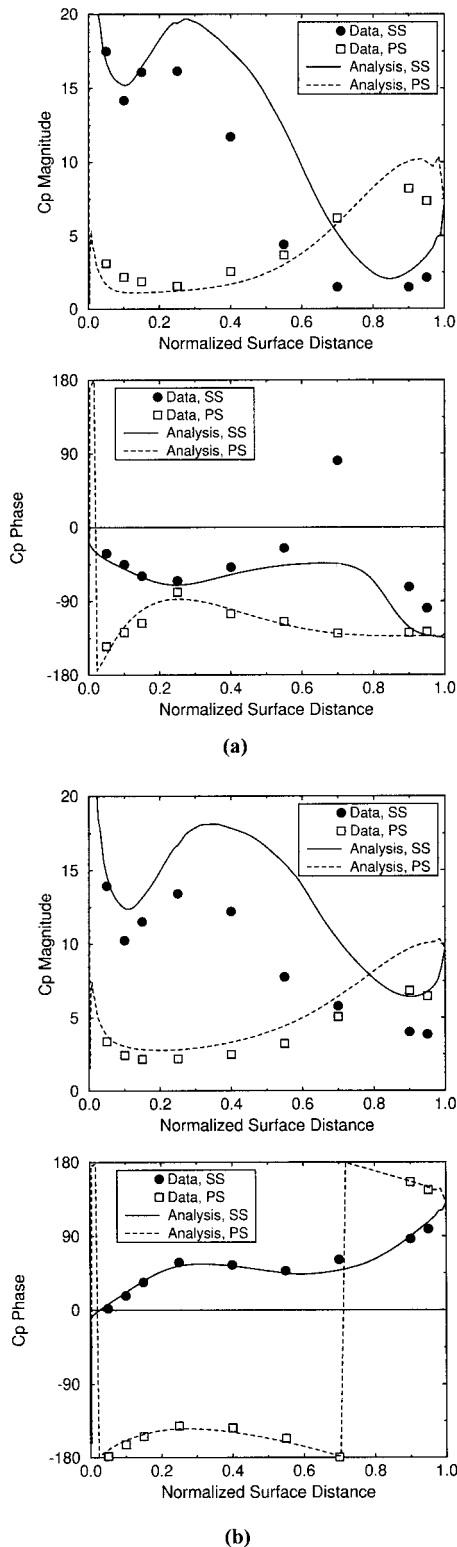 20
15
10
5
0
Cp Magnitude
Data, SS
Data, PS
Analysis, SS
Analysis, PS
0.0 0.2 0.4 0.6 0.8 1.0
Normalized Surface Distance
180
90
0
-90
-180
Cp Phase
Data, SS
Data, PS
Analysis, SS
Analysis, PS
0.0 0.2 0.4 0.6 0.8 1.0
Normalized Surface Distance
(a)
20
15
10
5
0
Cp Magnitude
Data, SS
Data, PS
Analysis, SS
Analysis, PS
0.0 0.2 0.4 0.6 0.8 1.0
Normalized Surface Distance
180
90
0
-90
-180
Cp Phase
Data, SS
Data, PS
Analysis, SS
Analysis, PS
0.0 0.2 0.4 0.6 0.8 1.0
Normalized Surface Distance
(b)